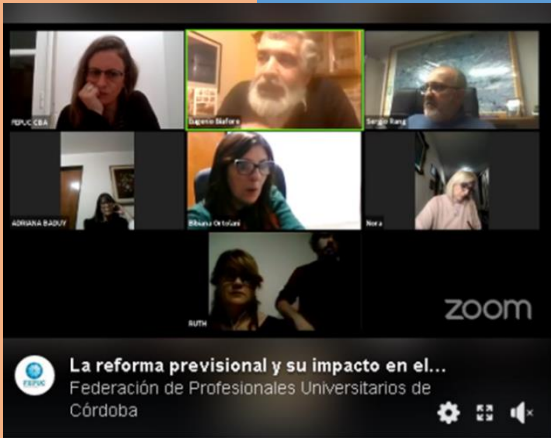 FEPUC CBA
Eugenio Biafore
Sergio Rang
ADRIANA BADUY
Bibiana Ortolani
Nora
RUTH
zoom
FEPUC
La reforma previsional y su impacto en el...
Federación de Profesionales Universitarios de
Córdoba